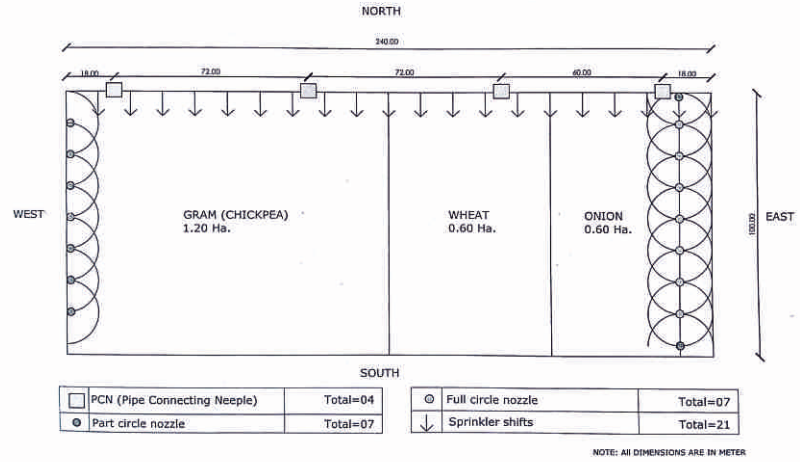 NORTH
240.00
18.00 72.00 72.00 60.00 18.00
WEST
GRAM (CHICKPEA)
1.20 Ha.
WHEAT
0.60 Ha.
ONION
0.60 Ha.
100.00
EAST
SOUTH
PCN (Pipe Connecting Neeple) Total=04
Part circle nozzle Total=07
Full circle nozzle Total=07
Sprinkler shifts Total=21
NOTE: All DIMENSIONS ARE IN METER